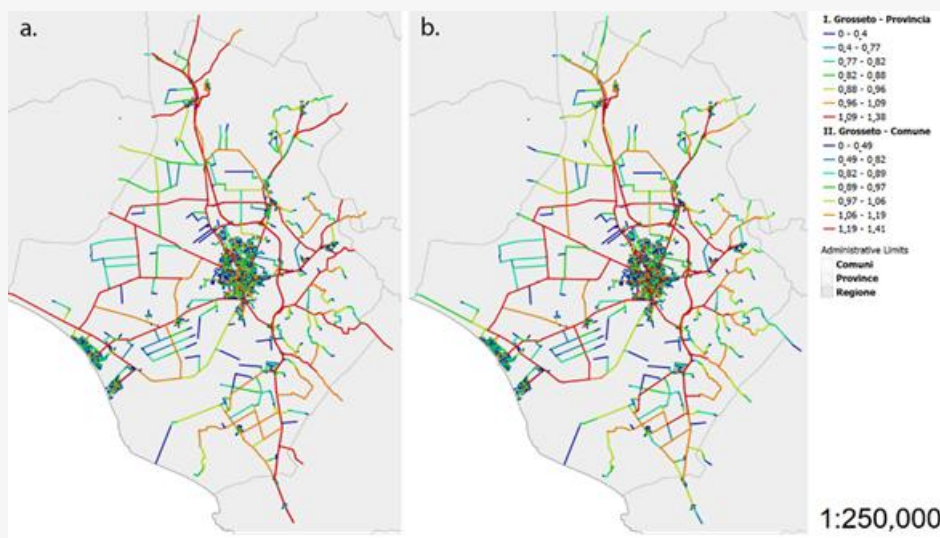 a.
b.
I. Grosseto - Provincia
0 - 0,4
0,4 - 0,77
0,77 - 0,82
0,82 - 0,88
0,88 - 0,96
0,96 - 1,09
1,09 - 1,38
II. Grosseto - Comune
0 - 0,49
0,49 - 0,82
0,82 - 0,89
0,89 - 0,97
0,97 - 1,06
1,06 - 1,19
1,19 - 1,41
Administrative Limits
Comuni
Province
Regione
1:250,000